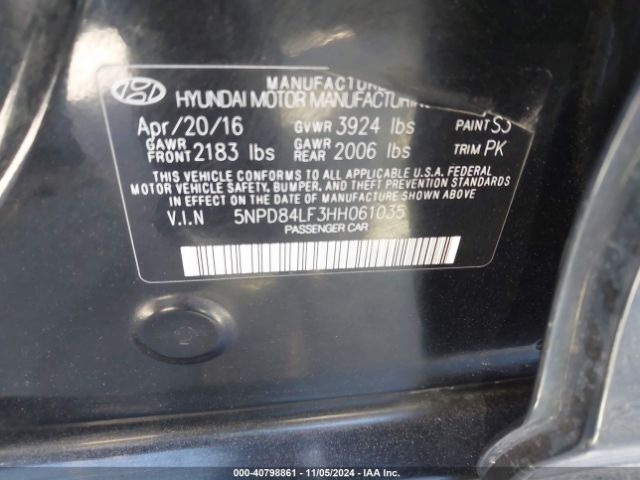 MANUFACTURE
HYUNDAI MOTOR MANUFACTURIN
Apr/20/16 GVWR 3924 lbs PAINT S3
GAWR FRONT 2183 lbs GAWR REAR 2006 lbs TRIM PK
THIS VEHICLE CONFORMS TO ALL APPLICABLE U.S.A. FEDERAL
MOTOR VEHICLE SAFETY, BUMPER, AND THEFT PREVENTION STANDARDS
IN EFFECT ON THE DATE OF MANUFACTURE SHOWN ABOVE.
V.I.N 5NPD84LF3HH061035
PASSENGER CAR
000-40798861 - 11/05/2024 - IAA Inc.